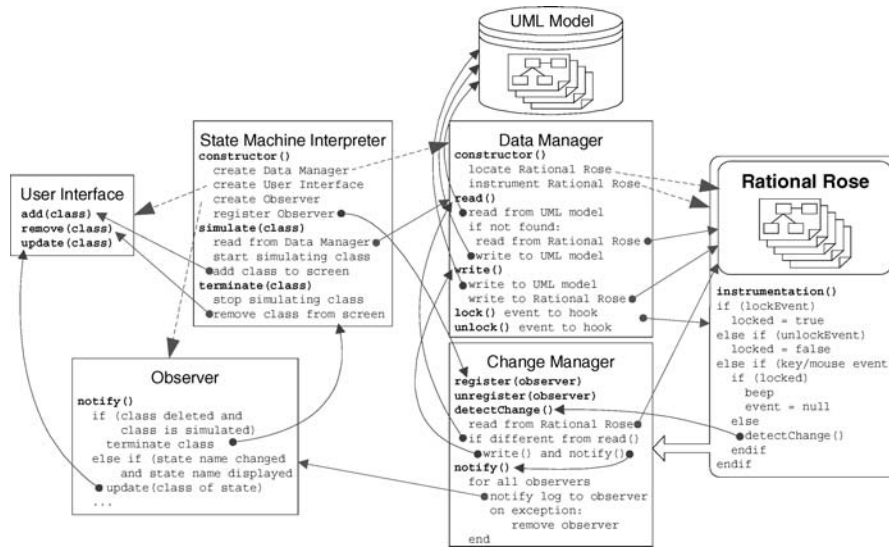 UML Model
State Machine Interpreter
constructor()
create Data Manager
create User Interface
create Observer
register Observer
simulate(class)
read from Data Manager
start simulating class
add class to screen
terminate(class)
stop simulating class
remove class from screen
User Interface
add(class)
remove(class)
update(class)
Data Manager
constructor()
locate Rational Rose
instrument Rational Rose
read()
read from UML model
if not found:
read from Rational Rose
write to UML model
write()
write to UML model
write to Rational Rose
lock() event to hook
unlock() event to hook
Rational Rose
instrumentation()
if (lockEvent)
locked = true
else if (unlockEvent)
locked = false
else if (key/mouse event
if (locked)
beep
event = null
else
detectChange()
endif
endif
Observer
notify()
if (class deleted and
class is simulated)
terminate class
else if (state name changed
and state name displayed
update(class of state)
...
Change Manager
register(observer)
unregister(observer)
detectChange()
read from Rational Rose
if different from read()
write() and notify()
notify()
for all observers
notify log to observer
on exception:
remove observer
end